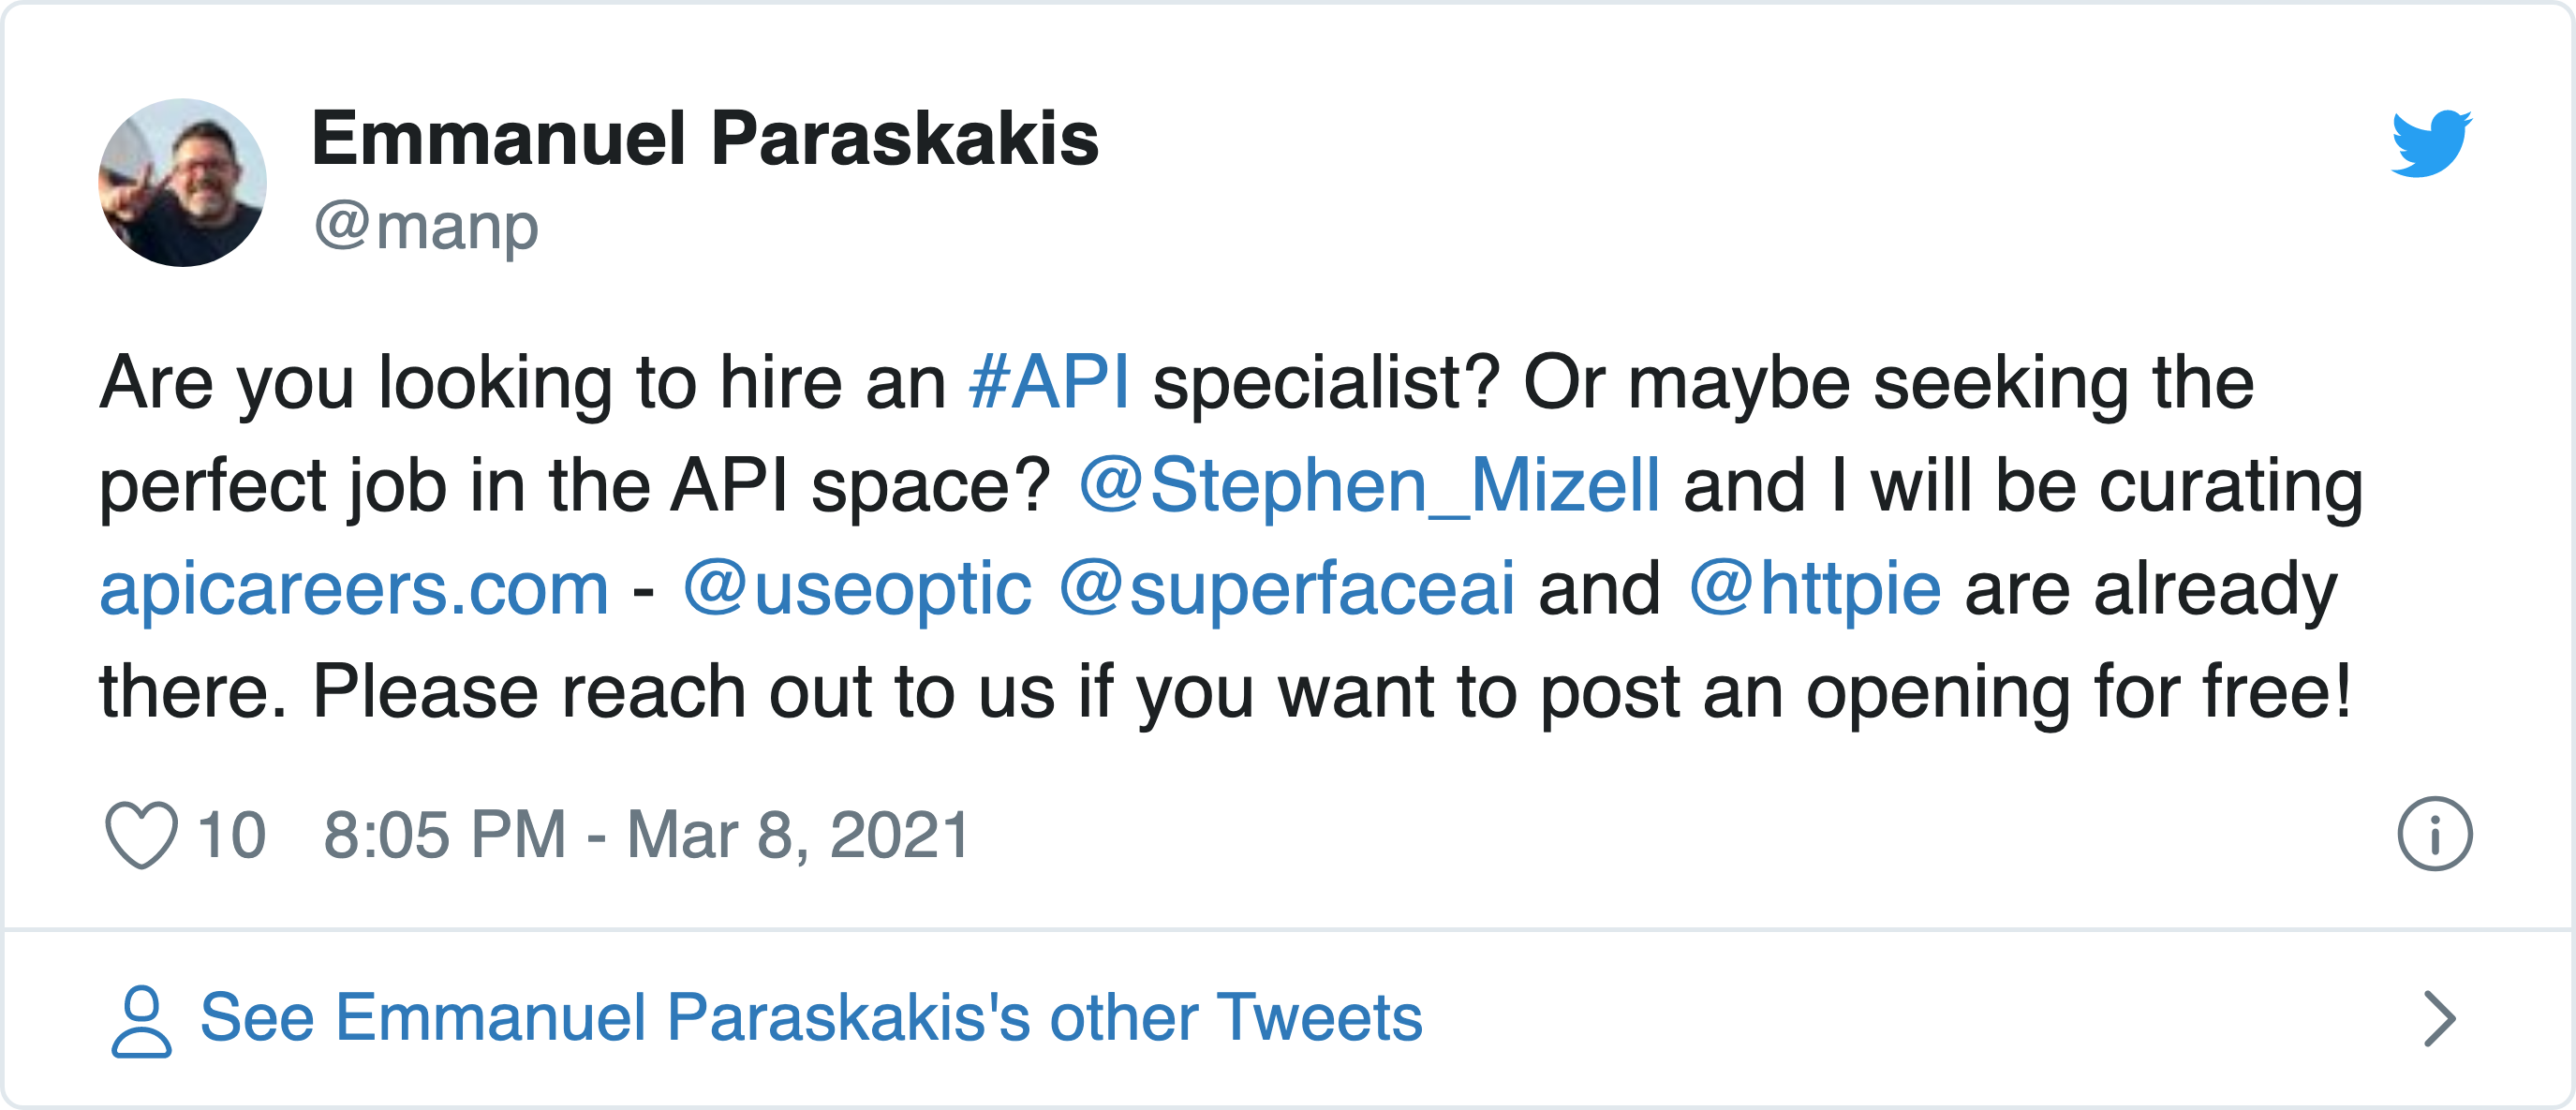 Emmanuel Paraskakis
@manp
Are you looking to hire an #API specialist? Or maybe seeking the
perfect job in the API space? @Stephen_Mizell and I will be curating
apicareers.com - @useoptic @superfaceai and @httpie are already
there. Please reach out to us if you want to post an opening for free!
10 8:05 PM - Mar 8, 2021
See Emmanuel Paraskakis's other Tweets